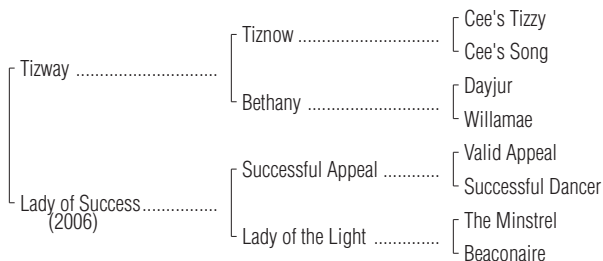 Cee's Tizzy
Tiznow ..........................................
Cee's Song
Tizway ..........................................
Dayjur
Bethany .......................................
Willamae
Valid Appeal
Successful Appeal ................
Successful Dancer
Lady of Success......................
(2006)
The Minstrel
Lady of the Light ...................
Beaconaire